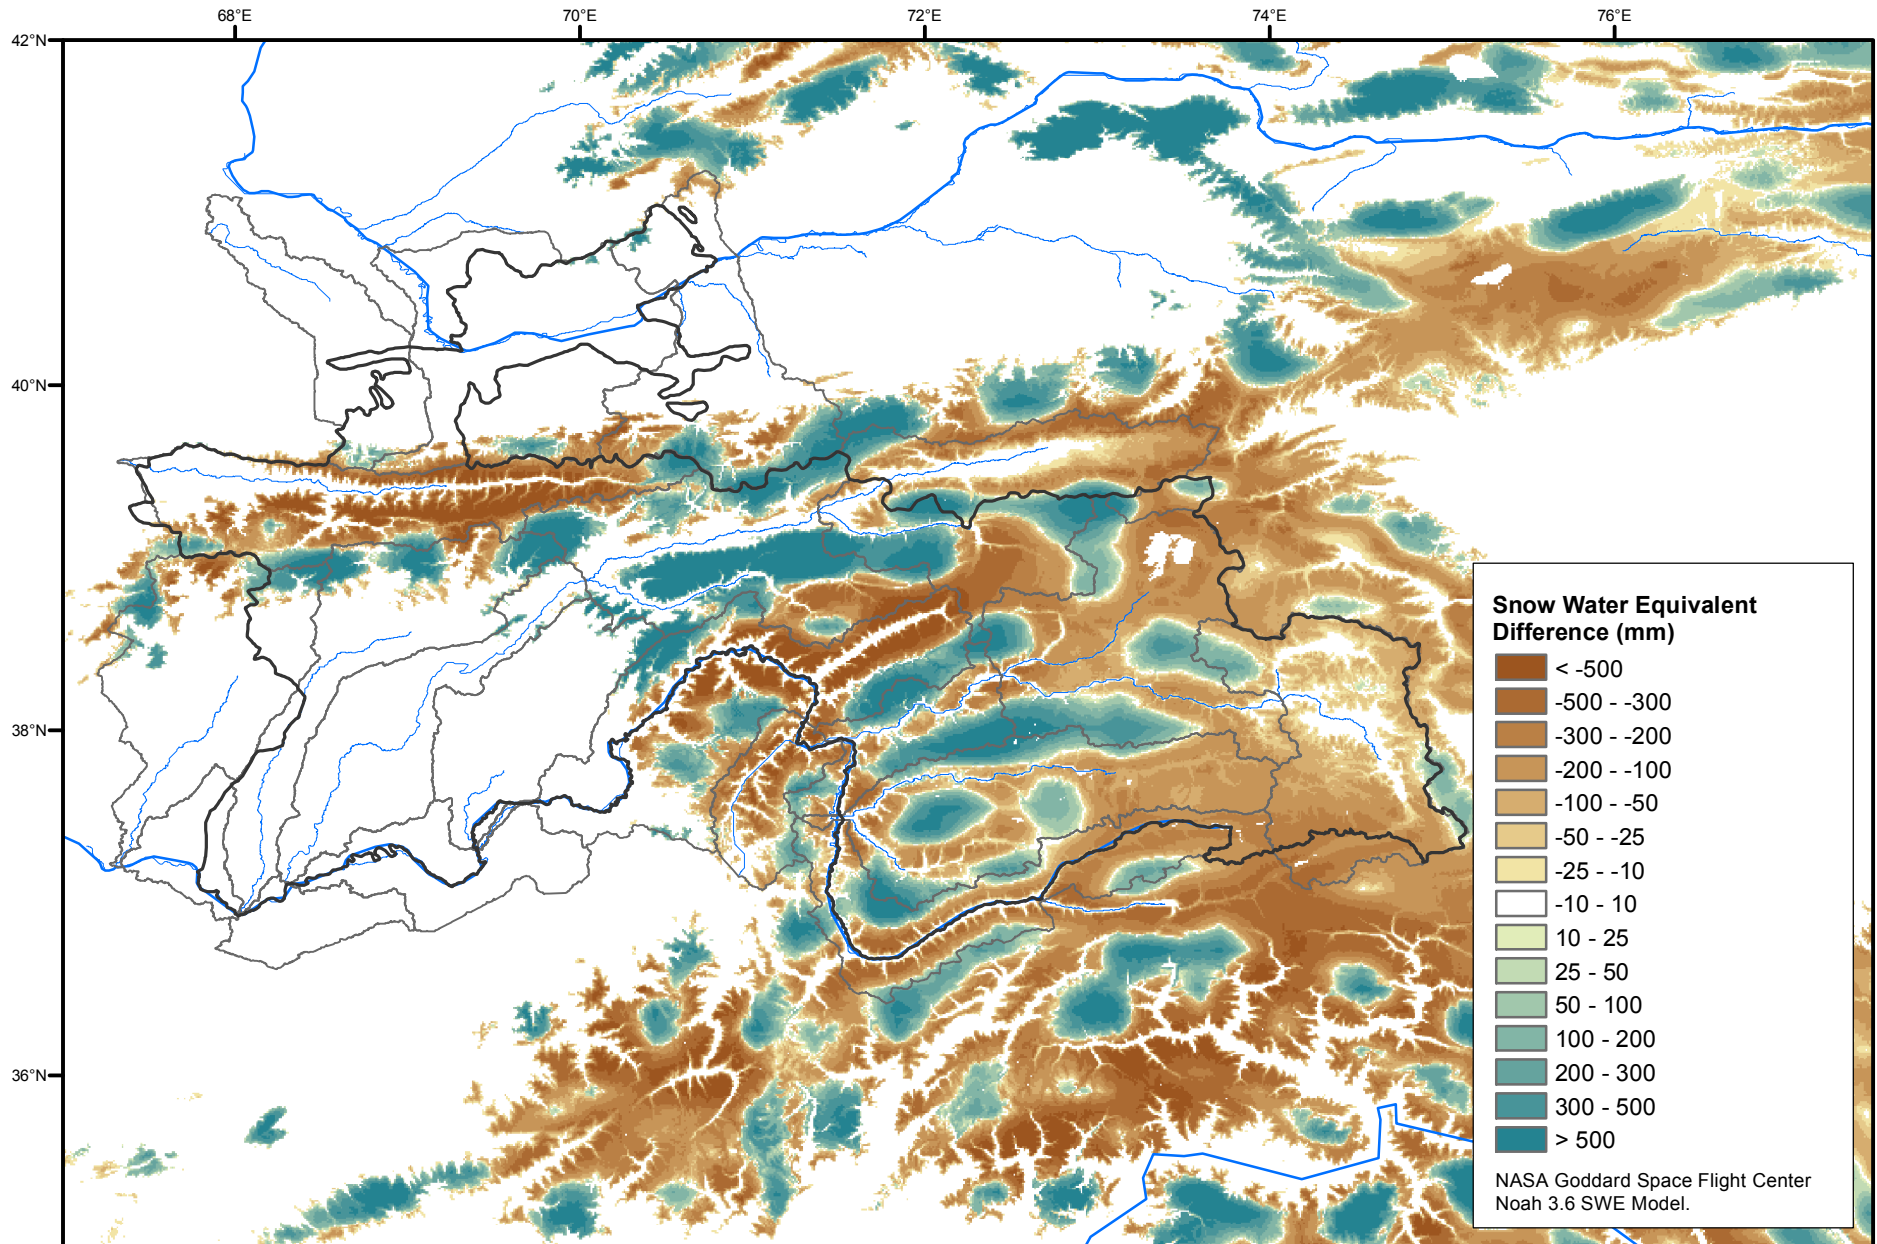 68°E
70°E
72°E
74°E
76°E
42°N
40°N
38°N
36°N
Snow Water Equivalent
Difference (mm)
< -500
-500 - -300
-300 - -200
-200 - -100
-100 - -50
-50 - -25
-25 - -10
-10 - 10
10 - 25
25 - 50
50 - 100
100 - 200
200 - 300
300 - 500
> 500
NASA Goddard Space Flight Center
Noah 3.6 SWE Model.